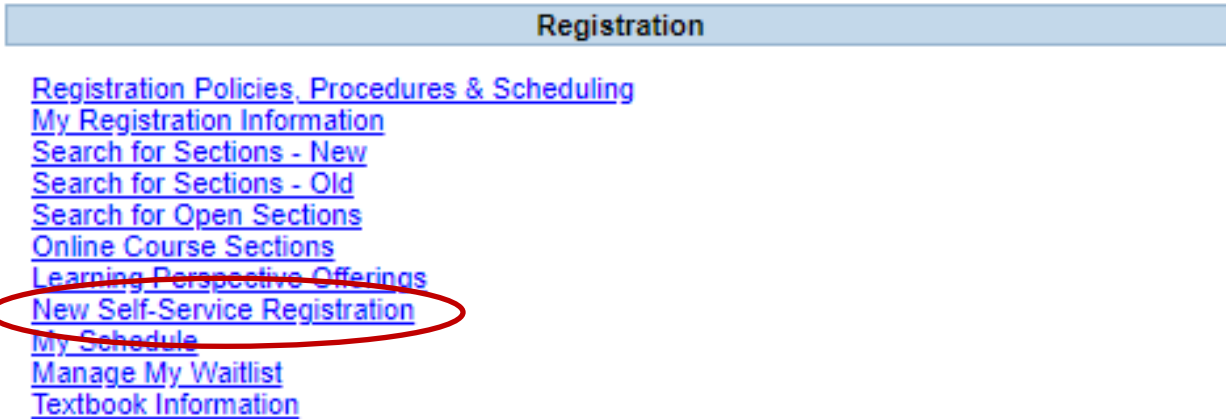 Registration
Registration Policies, Procedures & Scheduling
My Registration Information
Search for Sections - New
Search for Sections - Old
Search for Open Sections
Online Course Sections
Learning Perspective Offerings
New Self-Service Registration
My Schedule
Manage My Waitlist
Textbook Information